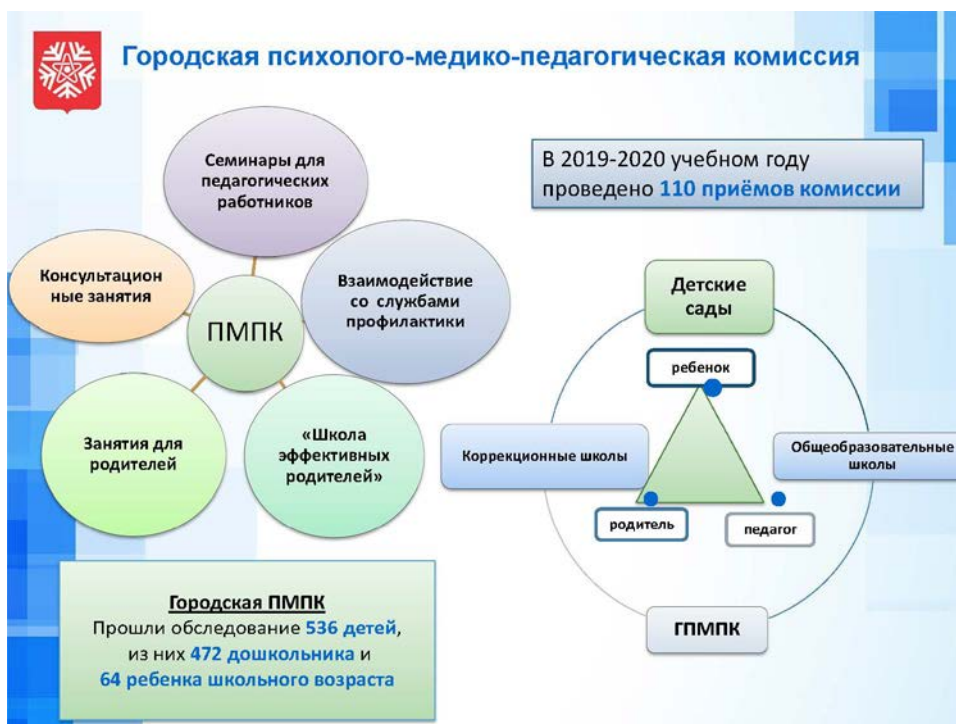 Городская психолого-медико-педагогическая комиссия
Семинары для
педагогических
работников
Консультацион
ные занятия
Взаимодействие
со службами
профилактики
ПМПК
Занятия для
родителей
«Школа
эффективных
родителей»
Городская ПМПК
Прошли обследование 536 детей,
из них 472 дошкольника и
64 ребенка школьного возраста
В 2019-2020 учебном году
проведено 110 приёмов комиссии
Детские
сады
ребенок
Коррекционные школы
Общеобразовательные
школы
родитель
педагог
ГПМПК